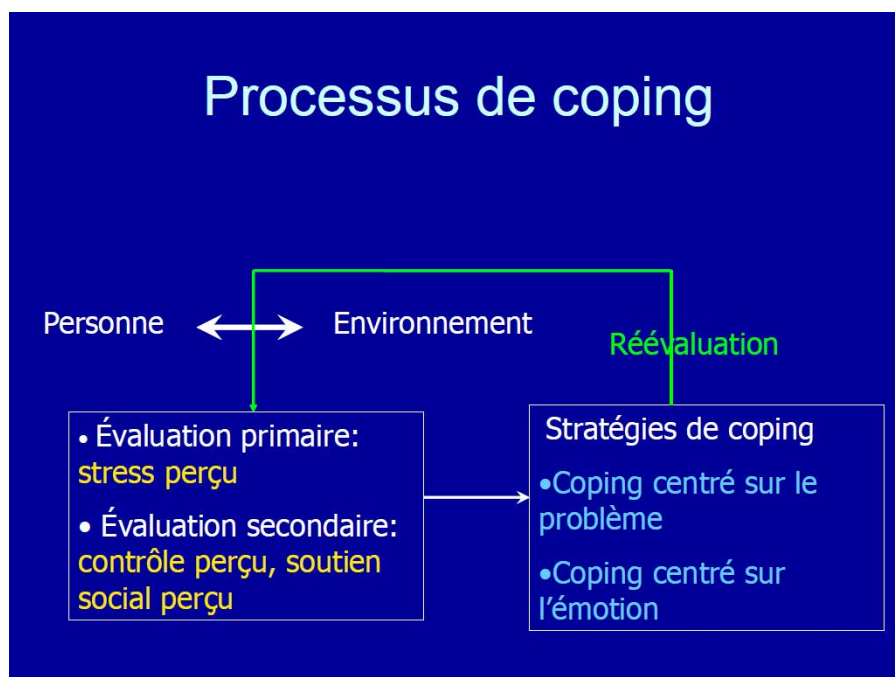 Processus de coping
Personne
Environnement
Réévaluation
• Évaluation primaire:
stress perçu
• Évaluation secondaire:
contrôle perçu, soutien
social perçu
Stratégies de coping
•Coping centré sur le
problème
•Coping centré sur
l’émotion